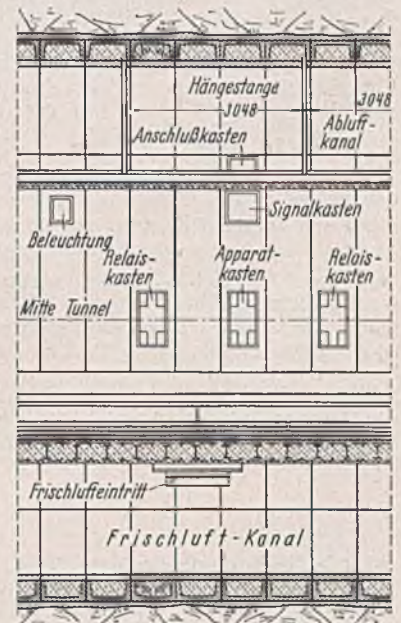 Hängestange
3048
3048
Anschlußkasten
Abluft-
kanal
Signalkasten
Beleuchtung
Relais-
kasten
Apparat-
kasten
Relais-
kasten
Mitte Tunnel
Frischlufteintritt
Frischluft-Kanal